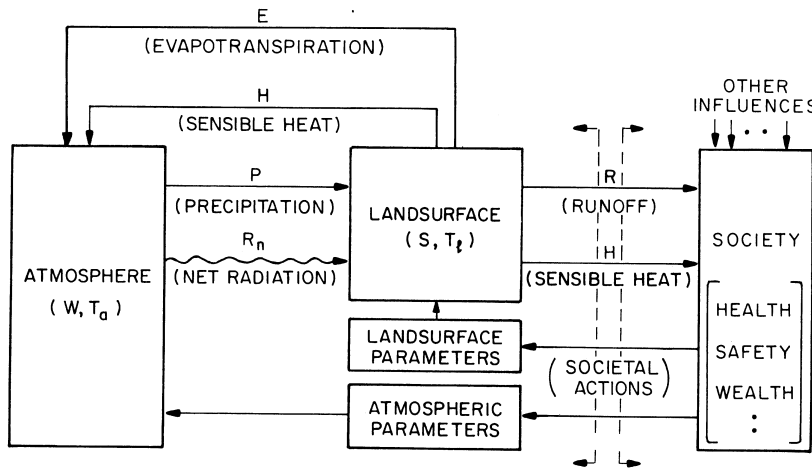 E
(EVAPOTRANSPIRATION)
H
(SENSIBLE HEAT)
OTHER
INFLUENCES
P
(PRECIPITATION)
R
(RUNOFF)
LANDSURFACE
(S, Tℓ)
Rn
(NET RADIATION)
H
(SENSIBLE HEAT)
ATMOSPHERE
(W, Ta)
SOCIETY
HEALTH
SAFETY
WEALTH
LANDSURFACE
PARAMETERS
(SOCIETAL
ACTIONS)
ATMOSPHERIC
PARAMETERS